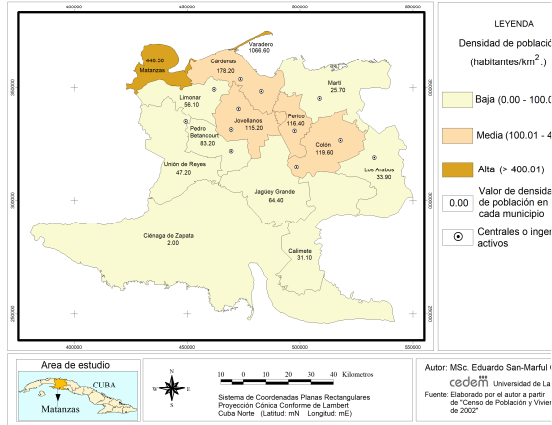 Varadero
1066.60
Matanzas
Cárdenas
178.20
Martí
25.70
Limonar
56.10
Jovellanos
115.20
Perico
116.40
Pedro
Betancourt
83.20
Colón
119.60
Unión de Reyes
47.20
Los Arabos
33.90
Jagüey Grande
64.40
Ciénaga de Zapata
2.00
Calimete
31.10
400000
450000
500000
550000
LEYENDA
Densidad de població
(habitantes/km².)
Baja (0.00 - 100.0
Media (100.01 - 4
Alta (> 400.01)
0.00
Valor de densida
de población en
cada municipio
Centrales o inger
activos
Area de estudio
CUBA
Matanzas
N
W
E
S
10 0 10 20 30 40 Kilometros
Sistema de Coordenadas Planas Rectangulares
Proyección Cónica Conforme de Lambert
Cuba Norte (Latitud: mN Longitud: mE)
Autor: MSc. Eduardo San-Marful
cedem Universidad de La
Fuente: Elaborado por el autor a partir
de "Censo de Población y Vivier
de 2002"